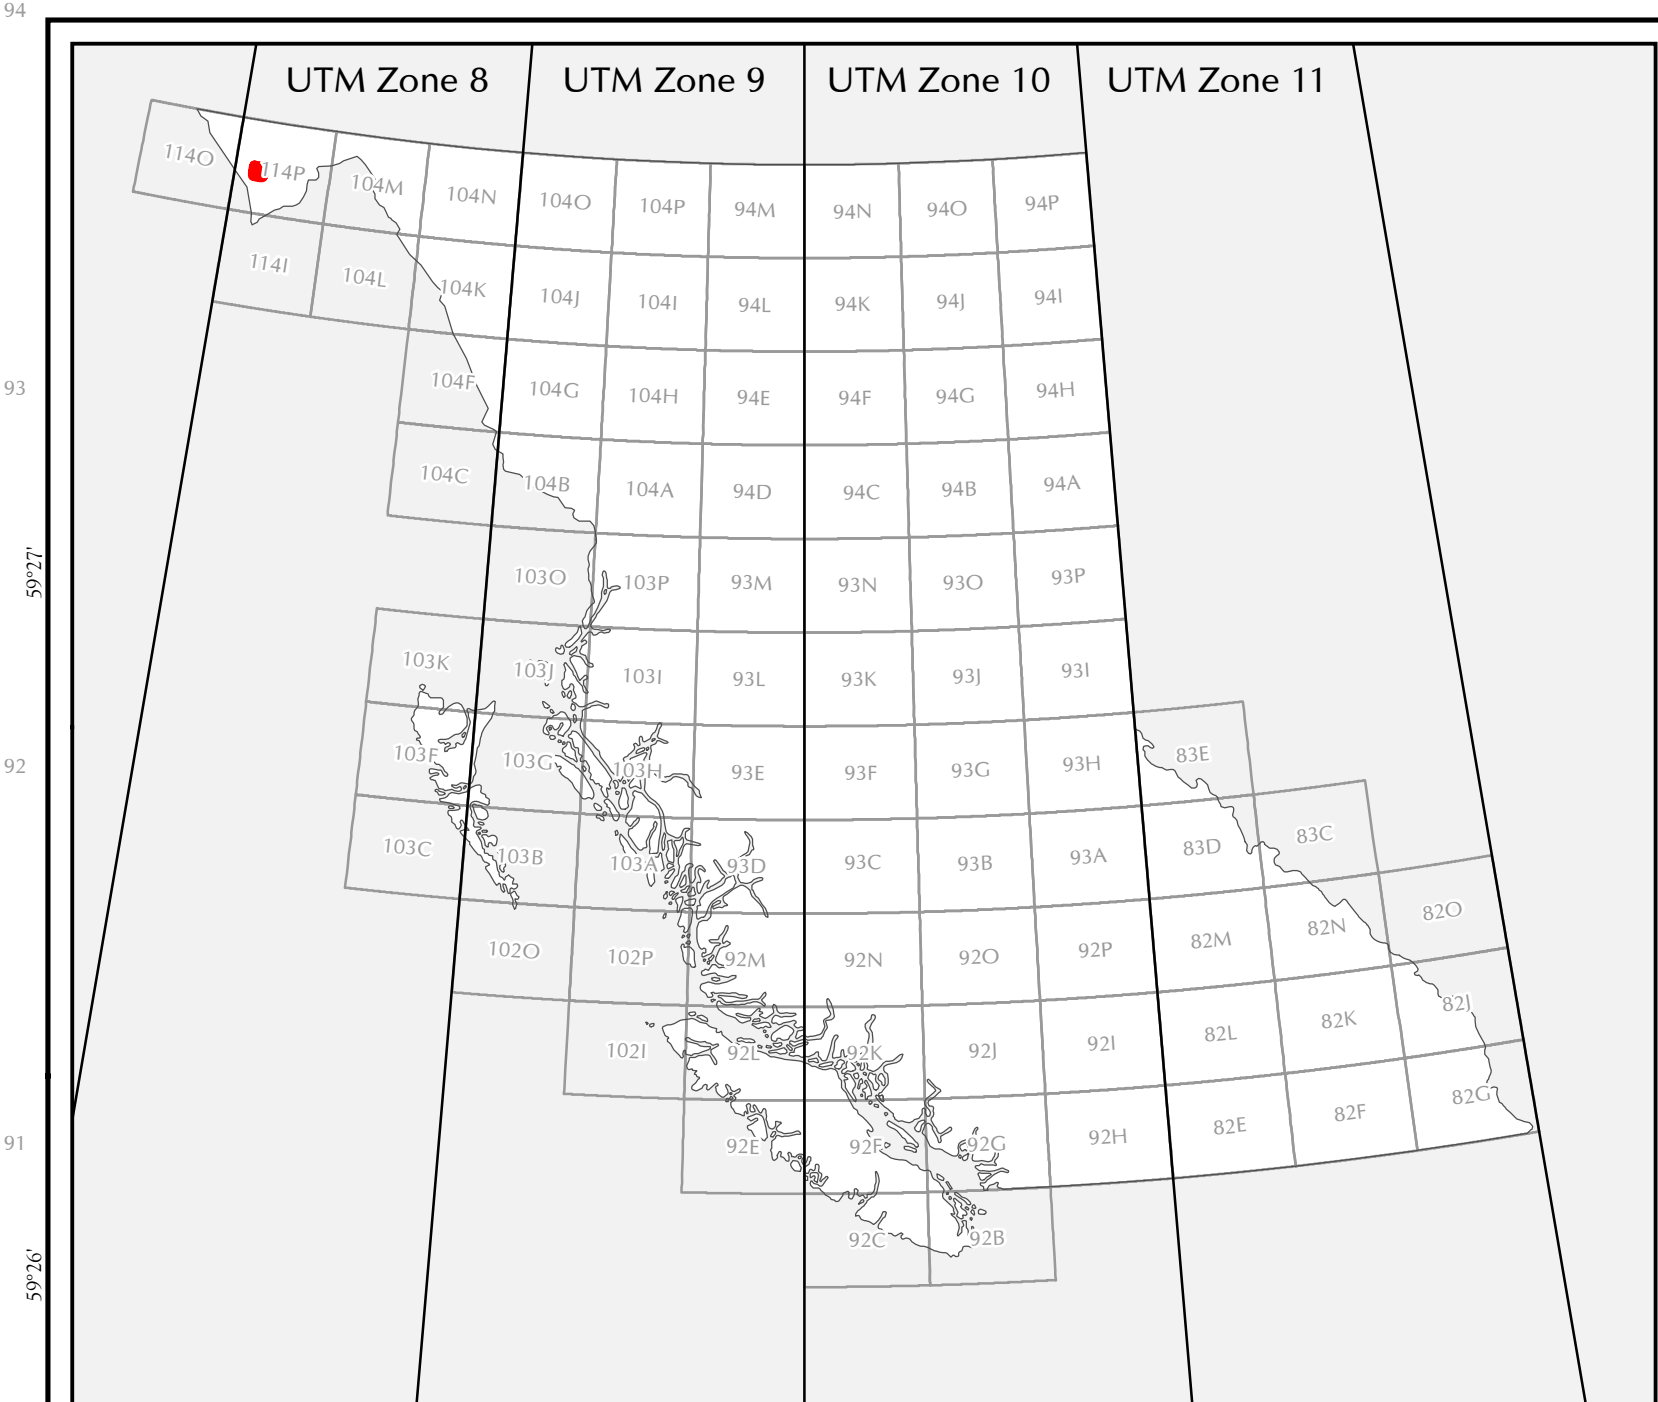 94
UTM Zone 8 UTM Zone 9 UTM Zone 10 UTM Zone 11
114O 114P 104M 104N 104O 104P 94M 94N 94O 94P
114I 104L 104K 104J 104I 94L 94K 94J 94I
93
104F 104G 104H 94E 94F 94G 94H
104C 104B 104A 94D 94C 94B 94A
59°27'
103O 103P 93M 93N 93O 93P
103K 103J 103I 93L 93K 93J 93I
92
103F 103G 103H 93E 93F 93G 93H 83E
103C 103B 103A 93D 93C 93B 93A 83D 83C
102O 102P 92M 92N 92O 92P 82M 82N 82O
102I 92L 92K 92J 92I 82L 82K 82J
91
92E 92F 92G 92H 82E 82F 82G
59°26'
92C 92B